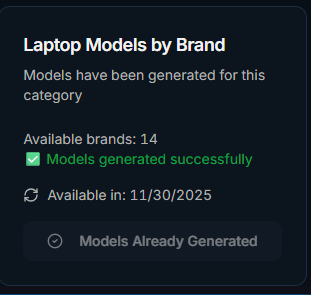 Laptop Models by Brand
Models have been generated for this
category
Available brands: 14
✅ Models generated successfully
Available in: 11/30/2025
Models Already Generated